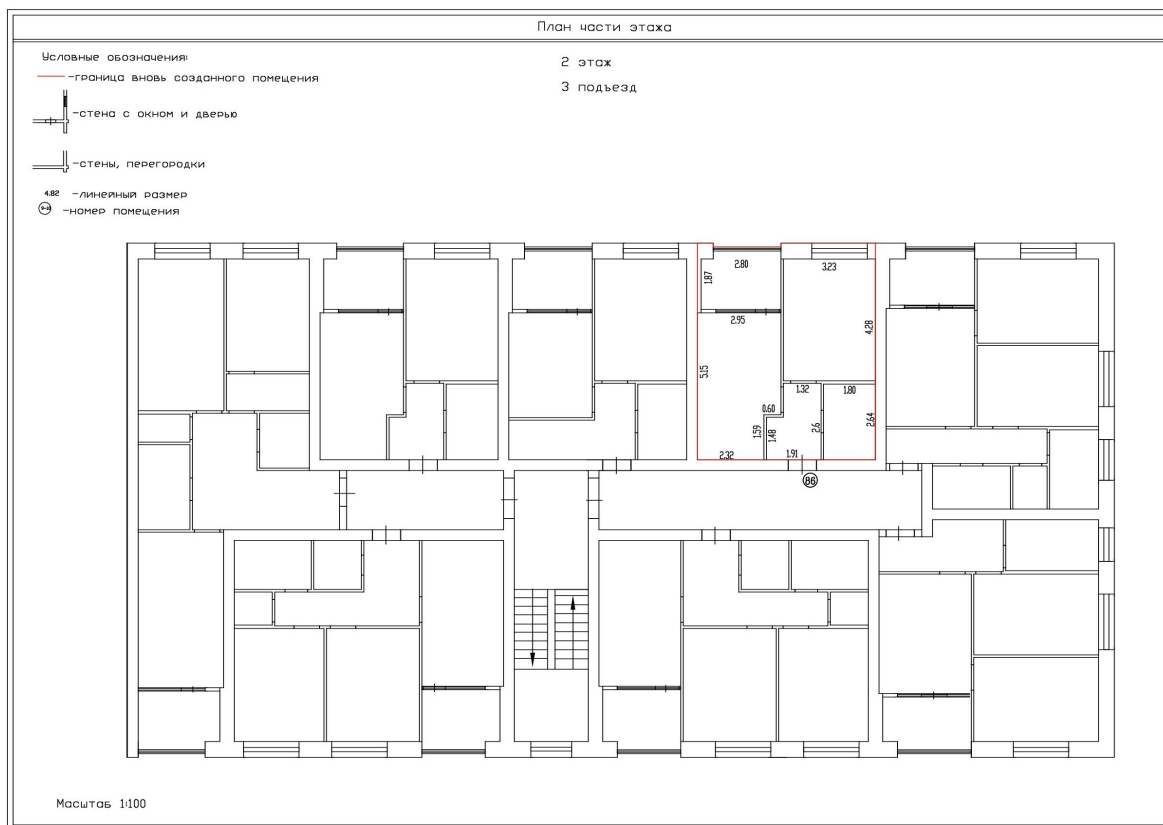 План части этажа
Условные обозначения:
-граница вновь созданного помещения
-стена с окном и дверью
-стены, перегородки
4.82 -линейный размер
-номер помещения
2 этаж
3 подъезд
2.80
3.23
1.87
2.95
4.28
5.15
1.32
1.80
0.60
2.64
1.59
1.48
2.6
2.32
1.91
86
Масштаб 1:100